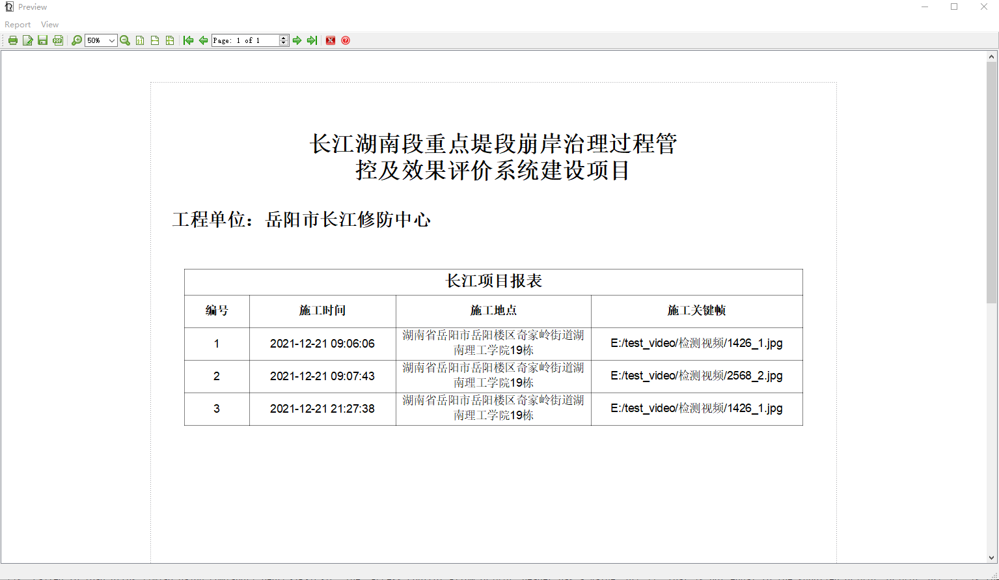 Preview
Report View
50% Page: 1 of 1
长江湖南段重点堤段崩岸治理过程管
控及效果评价系统建设项目
工程单位：岳阳市长江修防中心
长江项目报表
编号 施工时间 施工地点 施工关键帧
1 2021-12-21 09:06:06 湖南省岳阳市岳阳楼区奇家岭街道湖
南理工学院19栋 E:/test_video/检测视频/1426_1.jpg
2 2021-12-21 09:07:43 湖南省岳阳市岳阳楼区奇家岭街道湖
南理工学院19栋 E:/test_video/检测视频/2568_2.jpg
3 2021-12-21 21:27:38 湖南省岳阳市岳阳楼区奇家岭街道湖
南理工学院19栋 E:/test_video/检测视频/1426_1.jpg